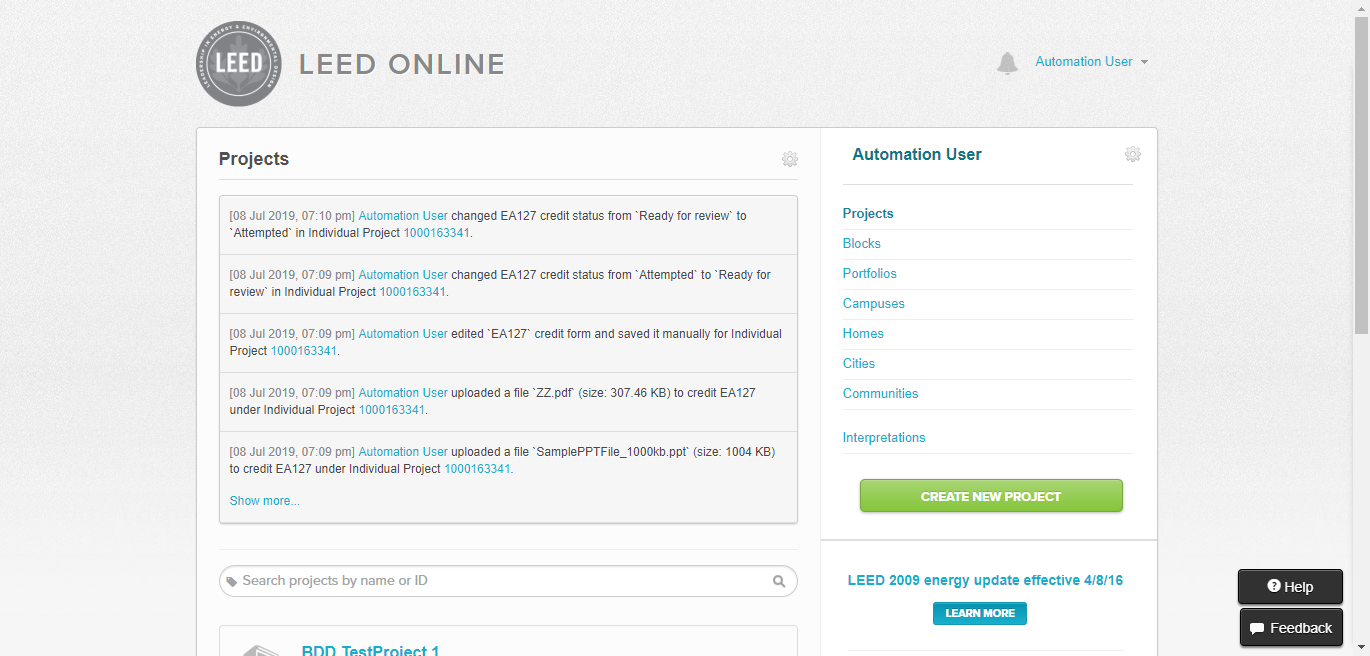 LEADERSHIP IN ENERGY & ENVIRONMENTAL DESIGN
LEED
LEED ONLINE
Automation User
Projects
[08 Jul 2019, 07:10 pm] Automation User changed EA127 credit status from `Ready for review` to
`Attempted` in Individual Project 1000163341.
[08 Jul 2019, 07:09 pm] Automation User changed EA127 credit status from `Attempted` to `Ready for
review` in Individual Project 1000163341.
[08 Jul 2019, 07:09 pm] Automation User edited `EA127` credit form and saved it manually for Individual
Project 1000163341.
[08 Jul 2019, 07:09 pm] Automation User uploaded a file `ZZ.pdf` (size: 307.46 KB) to credit EA127
under Individual Project 1000163341.
[08 Jul 2019, 07:09 pm] Automation User uploaded a file `SamplePPTFile_1000kb.ppt` (size: 1004 KB)
to credit EA127 under Individual Project 1000163341.
Show more...
Search projects by name or ID
BDD TestProject 1
Automation User
Projects
Blocks
Portfolios
Campuses
Homes
Cities
Communities
Interpretations
CREATE NEW PROJECT
LEED 2009 energy update effective 4/8/16
LEARN MORE
Help
Feedback